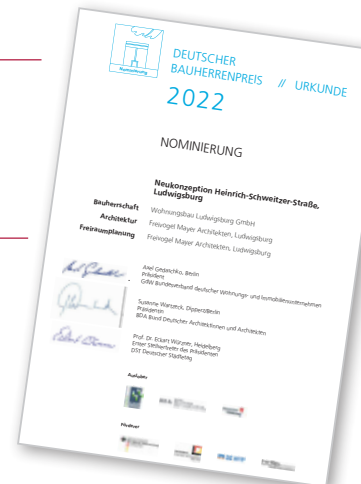 DEUTSCHER
BAUHERRENPREIS // URKUNDE
2022
Nominierung
NOMINIERUNG
Neukonzeption Heinrich-Schweitzer-Straße,
Ludwigsburg
Bauherrschaft Wohnungsbau Ludwigsburg GmbH
Architektur Freivogel Mayer Architekten, Ludwigsburg
Freiraumplanung Freivogel Mayer Architekten, Ludwigsburg
Axel Gedaschko, Berlin
Präsident
GdW Bundesverband deutscher Wohnungs- und Immobilienunternehmen
Susanne Wartzeck, Dipperz/Berlin
Präsidentin
BDA Bund Deutscher Architektinnen und Architekten
Prof. Dr. Eckart Würzner, Heidelberg
Erster Stellvertreter des Präsidenten
DST Deutscher Städtetag
Auslober
Förderer